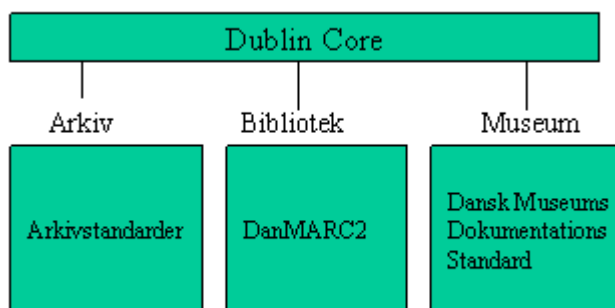 Dublin Core
Arkiv
Bibliotek
Museum
Arkivstandarder
DanMARC2
Dansk Museums
Dokumentations
Standard